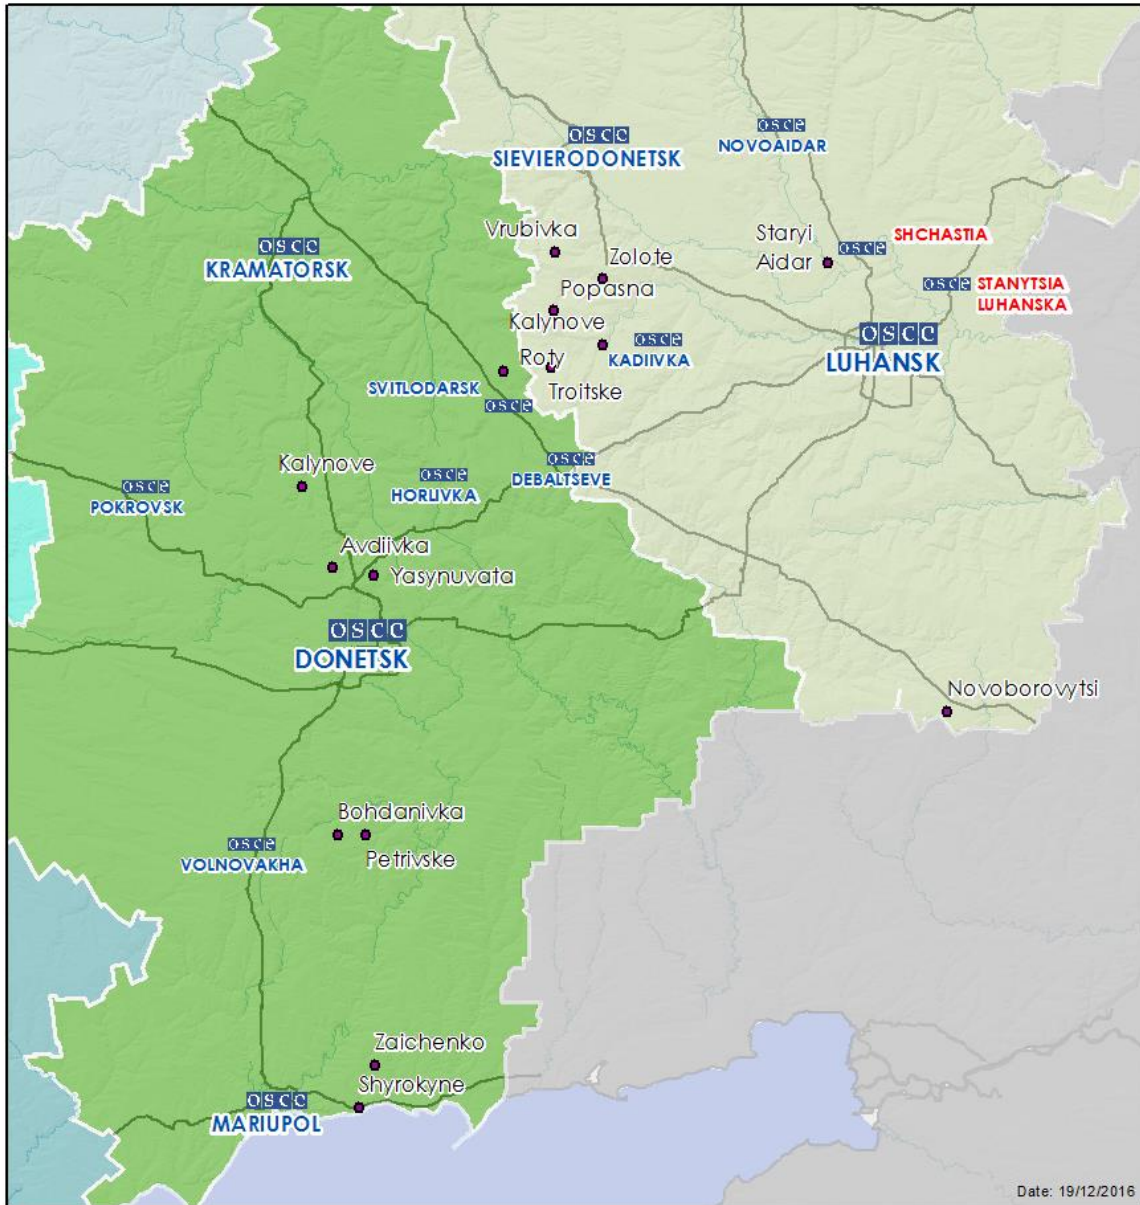 osce
SIEVIERODONETSK
osce
NOVOAIDAR
Vrubivka
Staryi
Aidar
osce
SHCHASTIA
osce
KRAMATORSK
Zolote
osce
STANYTSIA
LUHANSKA
Popasna
Kalynove
osce
KADIIVKA
osce
LUHANSK
Roty
Troitske
SVITLODARSK
osce
Kalynove
osce
HORLIVKA
osce
DEBALTSEVE
osce
POKROVSK
Avdiivka
Yasynuvata
osce
DONETSK
Novoborovytsi
Bohdanivka
osce
VOLNOVAKHA
Petrivske
Zaichenko
Shyrokyne
osce
MARIUPOL
Date: 19/12/2016